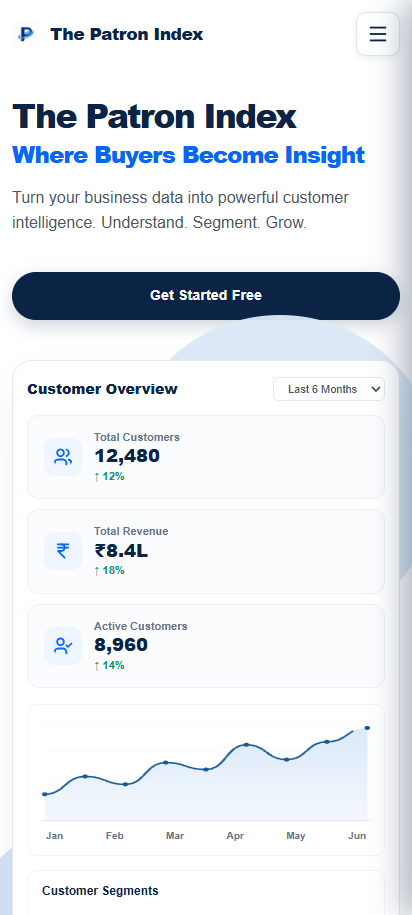 The Patron Index
The Patron Index
Where Buyers Become Insight
Turn your business data into powerful customer
intelligence. Understand. Segment. Grow.
Get Started Free
Customer Overview
Last 6 Months
Total Customers
12,480
↑ 12%
Total Revenue
₹8.4L
↑ 18%
Active Customers
8,960
↑ 14%
Jan Feb Mar Apr May Jun
Customer Segments